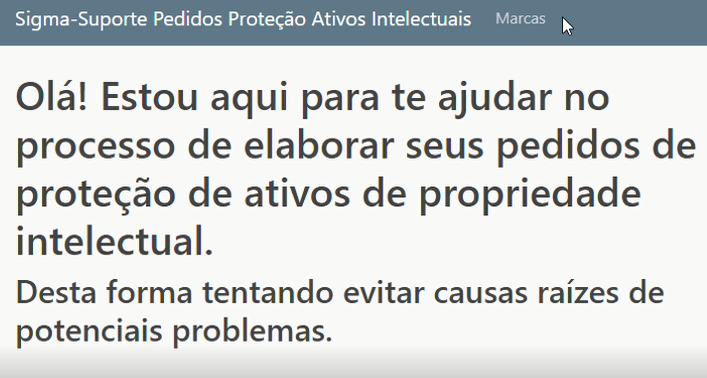 Sigma-Suporte Pedidos Proteção Ativos Intelectuais Marcas
Olá! Estou aqui para te ajudar no
processo de elaborar seus pedidos de
proteção de ativos de propriedade
intelectual.
Desta forma tentando evitar causas raízes de
potenciais problemas.